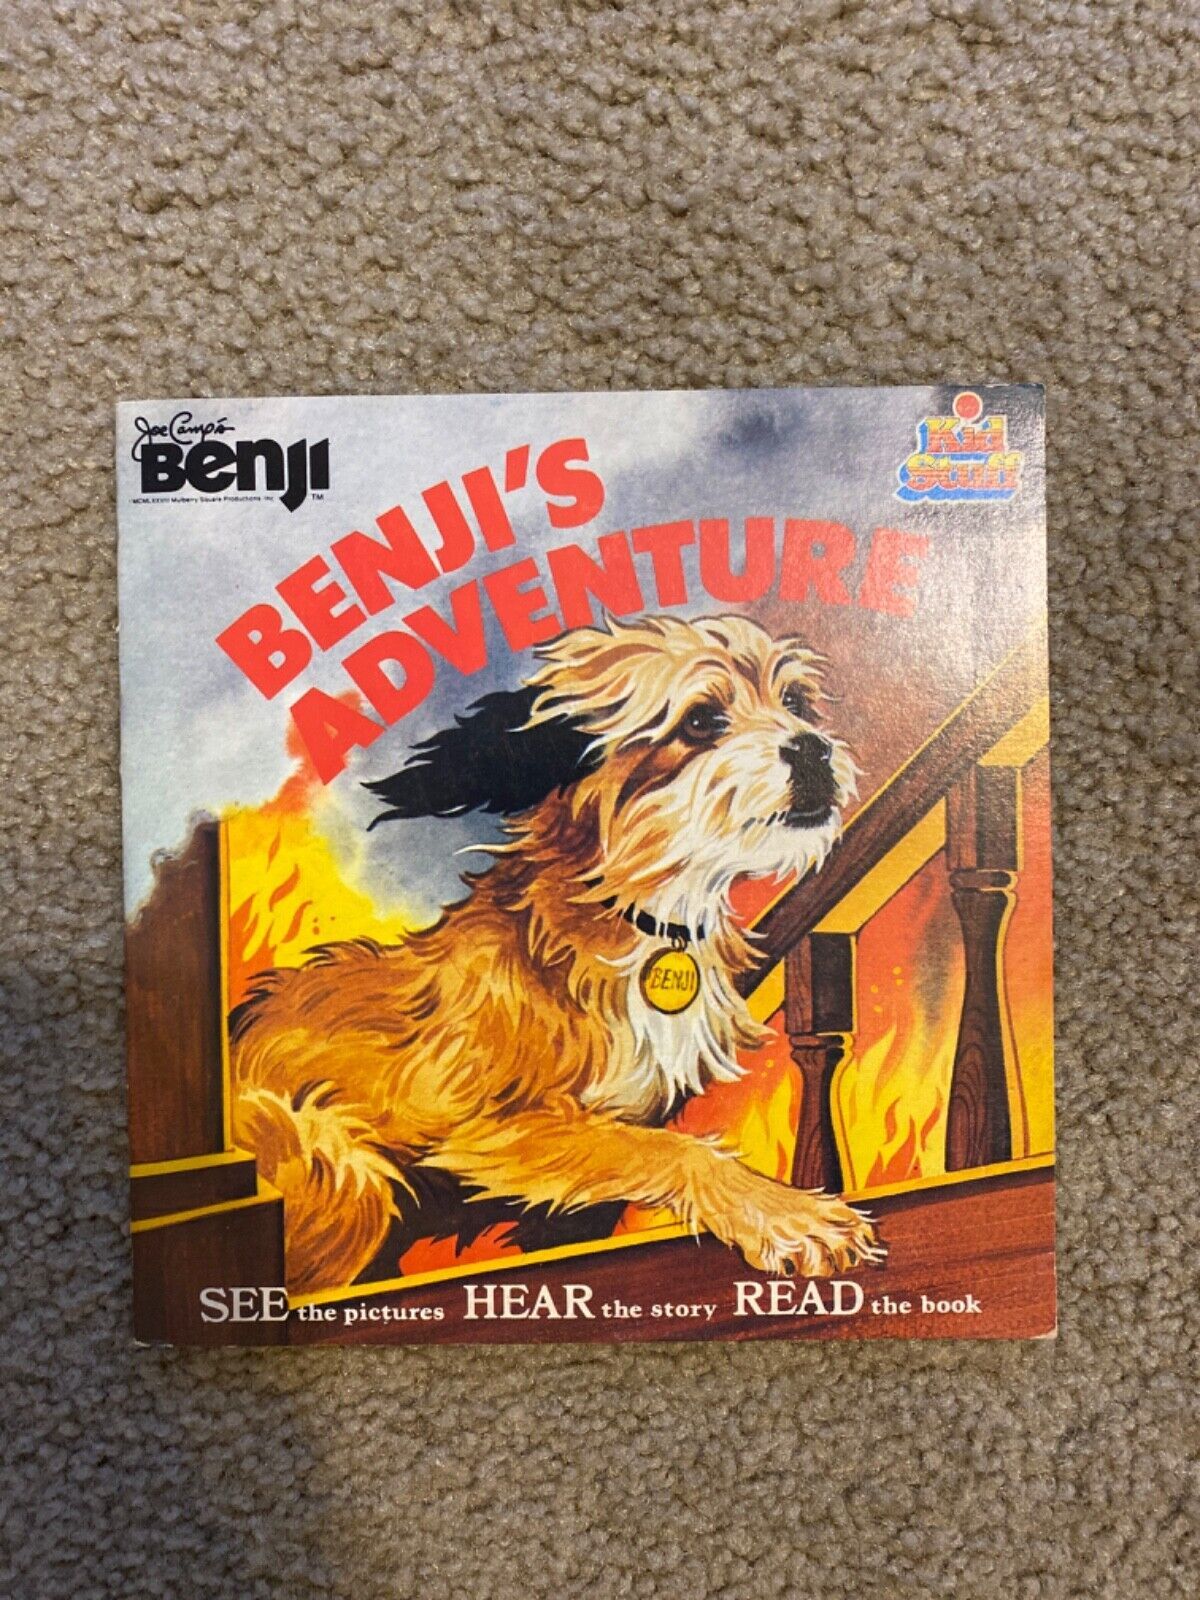 Joe Camp's
Benji
TM
Mulberry Square Productions Inc
Kid
Stuff
BENJI'S
ADVENTURE
BENJI
SEE the pictures HEAR the story READ the book